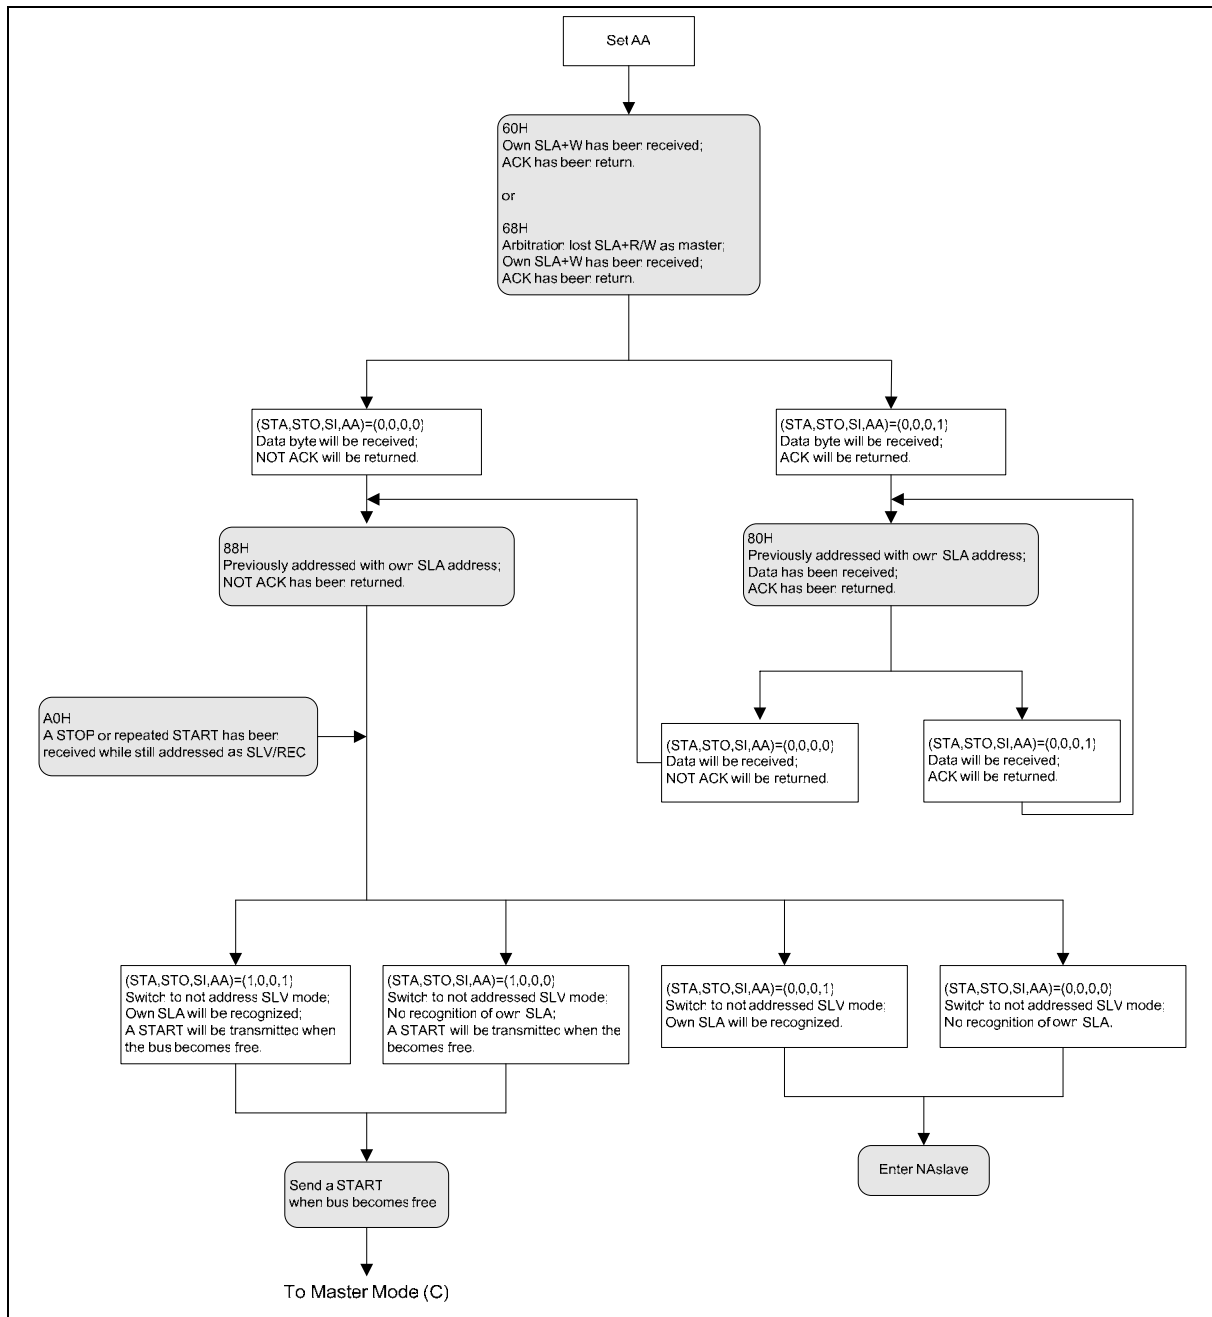 Set AA
60H
Own SLA+W has been received;
ACK has been return.
or
68H
Arbitration lost SLA+R/W as master;
Own SLA+W has been received;
ACK has been return.
(STA,STO,SI,AA)=(0,0,0,0)
Data byte will be received;
NOT ACK will be returned.
(STA,STO,SI,AA)=(0,0,0,1)
Data byte will be received;
ACK will be returned.
88H
Previously addressed with own SLA address;
NOT ACK has been returned.
80H
Previously addressed with own SLA address;
Data has been received;
ACK has been returned.
A0H
A STOP or repeated START has been
received while still addressed as SLV/REC
(STA,STO,SI,AA)=(0,0,0,0)
Data will be received;
NOT ACK will be returned.
(STA,STO,SI,AA)=(0,0,0,1)
Data will be received;
ACK will be returned.
(STA,STO,SI,AA)=(1,0,0,1)
Switch to not address SLV mode;
Own SLA will be recognized;
A START will be transmitted when
the bus becomes free.
(STA,STO,SI,AA)=(1,0,0,0)
Switch to not addressed SLV mode;
No recognition of own SLA;
A START will be transmitted when the
becomes free.
(STA,STO,SI,AA)=(0,0,0,1)
Switch to not addressed SLV mode;
Own SLA will be recognized.
(STA,STO,SI,AA)=(0,0,0,0)
Switch to not addressed SLV mode;
No recognition of own SLA.
Send a START
when bus becomes free
Enter NAslave
To Master Mode (C)